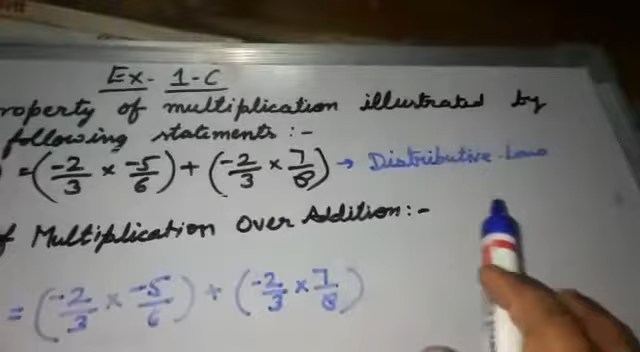 Ex- 1-C
roperty of multiplication illustrated by
following statements :-
= (-2/3 × -5/6) + (-2/3 × 7/8) → Distributive Law
f Multiplication Over Addition:-
= (-2/3 × -5/6) + (-2/3 × 7/8)